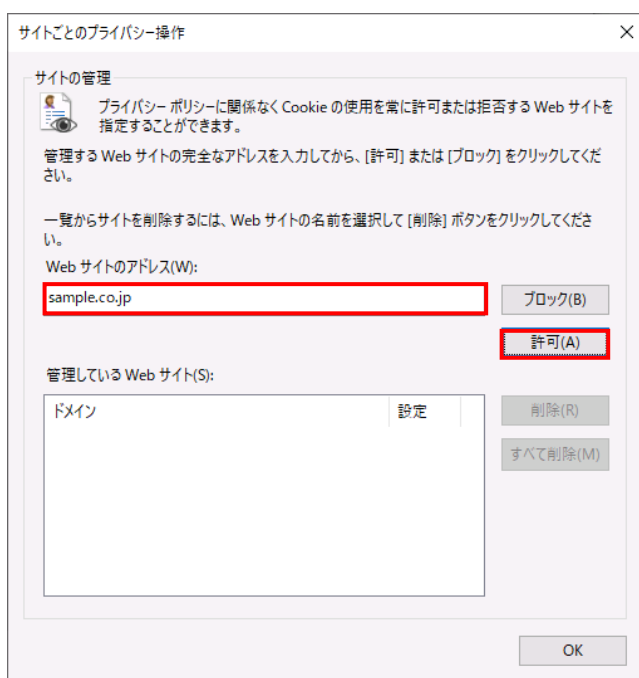 サイトごとのプライバシー操作
サイトの管理
プライバシー ポリシーに関係なく Cookie の使用を常に許可または拒否する Web サイトを
指定することができます。
管理する Web サイトの完全なアドレスを入力してから、[許可] または [ブロック] をクリックしてくだ
さい。
一覧からサイトを削除するには、Web サイトの名前を選択して [削除] ボタンをクリックしてくださ
い。
Web サイトのアドレス(W):
sample.co.jp
ブロック(B)
許可(A)
管理している Web サイト(S):
ドメイン 設定
削除(R)
すべて削除(M)
OK